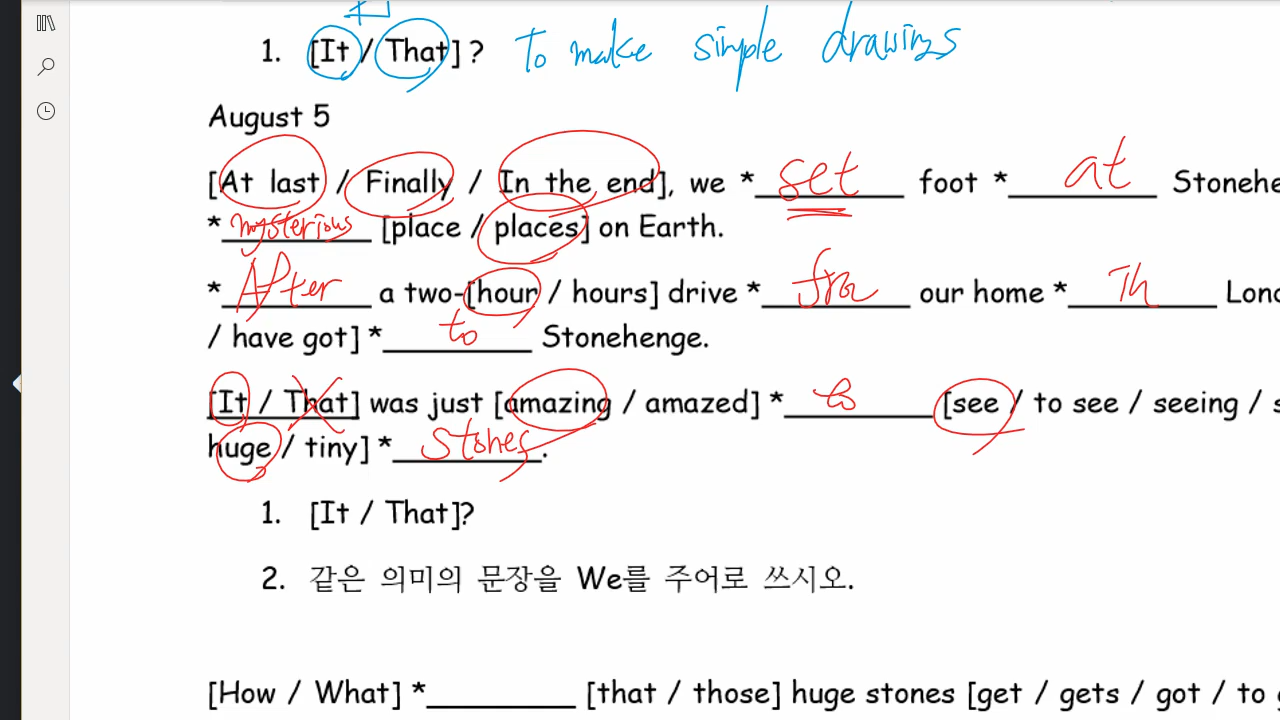 1. [It / That] ? To make simple drawings
August 5
[At last / Finally / In the end], we * set foot * at Stonehe
* mysterious [place / places] on Earth.
* After a two-[hour / hours] drive * our home * Lond
/ have got] * to Stonehenge.
[It / That] was just [amazing / amazed] * to [see / to see / seeing / s
huge / tiny] * stones.
1. [It / That]?
2. 같은 의미의 문장을 We를 주어로 쓰시오.
[How / What] * [that / those] huge stones [get / gets / got / to g